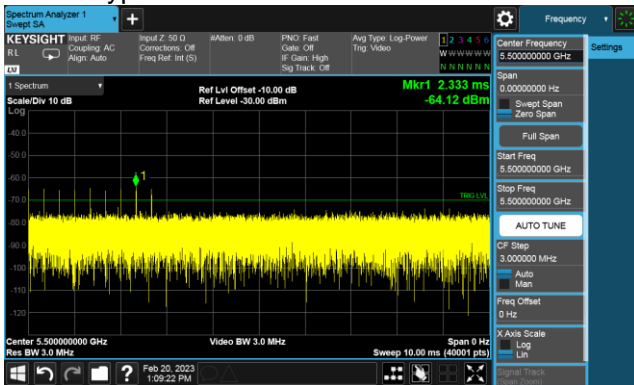 Spectrum Analyzer 1
Swept SA
Frequency
KEYSIGHT
RL
LXI
Input: RF
Coupling: AC
Align: Auto
Input Z: 50 Ω
Corrections: Off
Freq Ref: Int (S)
#Atten: 0 dB
PNO: Fast
Gate: Off
IF Gain: High
Sig Track: Off
Avg Type: Log-Power
Trig: Video
1 2 3 4 5 6
W W W W W W
N N N N N N
1 Spectrum
Scale/Div 10 dB
Log
Ref Lvl Offset -10.00 dB
Ref Level -30.00 dBm
Mkr1 2.333 ms
-64.12 dBm
-40.0
-50.0
-60.0
-70.0
-80.0
-90.0
-100
-110
-120
1
TRIG LVL
Center 5.500000000 GHz
Res BW 3.0 MHz
Video BW 3.0 MHz
Span 0 Hz
Sweep 10.00 ms (40001 pts)
Center Frequency
5.500000000 GHz
Settings
Span
0.00000000 Hz
Swept Span
Zero Span
Full Span
Start Freq
5.500000000 GHz
Stop Freq
5.500000000 GHz
AUTO TUNE
CF Step
3.000000 MHz
Auto
Man
Freq Offset
0 Hz
X Axis Scale
Log
Lin
Signal Track
(Span Zoom)
?
Feb 20, 2023
1:09:22 PM